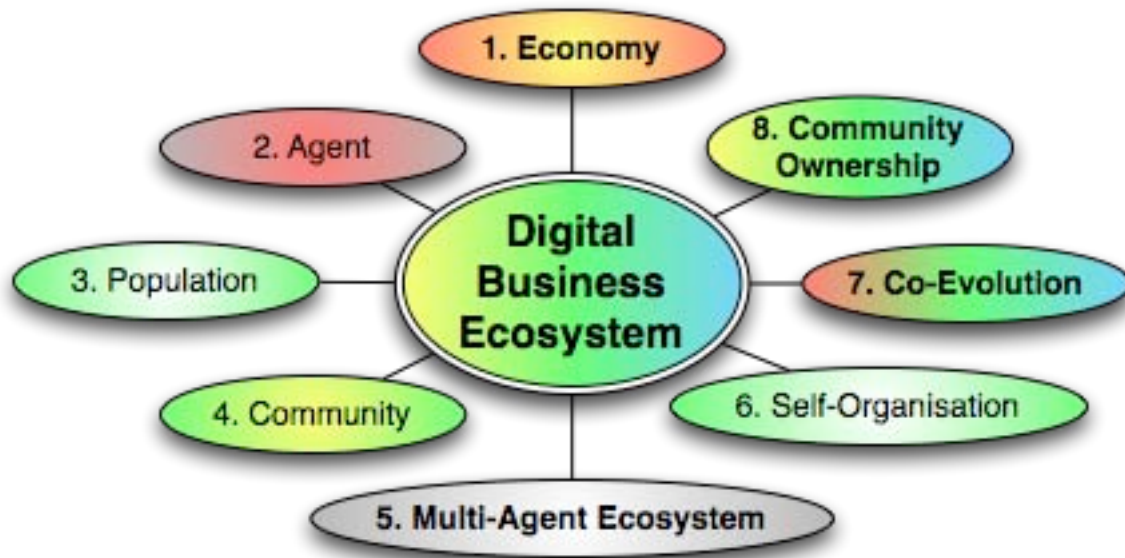 1. Economy
2. Agent
8. Community
Ownership
Digital
Business
Ecosystem
3. Population
7. Co-Evolution
4. Community
6. Self-Organisation
5. Multi-Agent Ecosystem